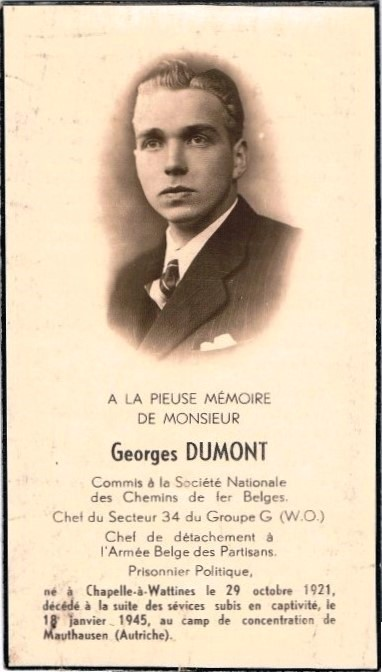 A LA PIEUSE MÉMOIRE
DE MONSIEUR
Georges DUMONT
Commis à la Société Nationale
des Chemins de fer Belges.
Chef du Secteur 34 du Groupe G (W.O.)
Chef de détachement à
l'Armée Belge des Partisans.
Prisonnier Politique,
né à Chapelle-à-Wattines le 29 octobre 1921,
décédé à la suite des sévices subis en captivité, le
18 janvier 1945, au camp de concentration de
Mauthausen (Autriche).